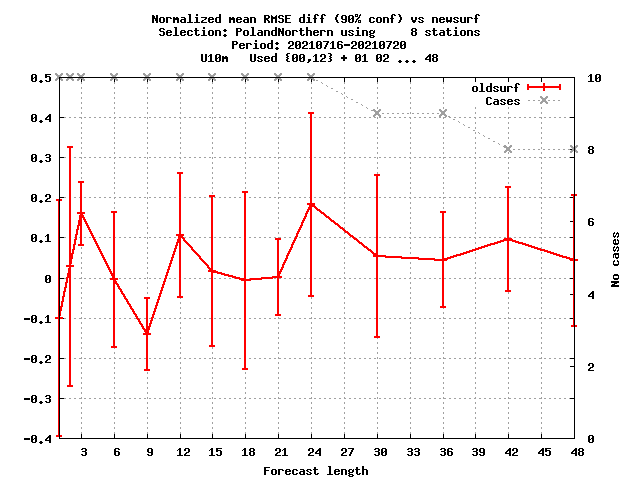 Normalized mean RMSE diff (90% conf) vs newsurf
Selection: PolandNorthern using     8 stations
Period: 20210716-20210720
U10m   Used {00,12} + 01 02 ... 48
oldsurf
Cases
0.5
0.4
0.3
0.2
0.1
0
-0.1
-0.2
-0.3
-0.4
10
8
6
4
2
0
No cases
3 6 9 12 15 18 21 24 27 30 33 36 39 42 45 48
Forecast length